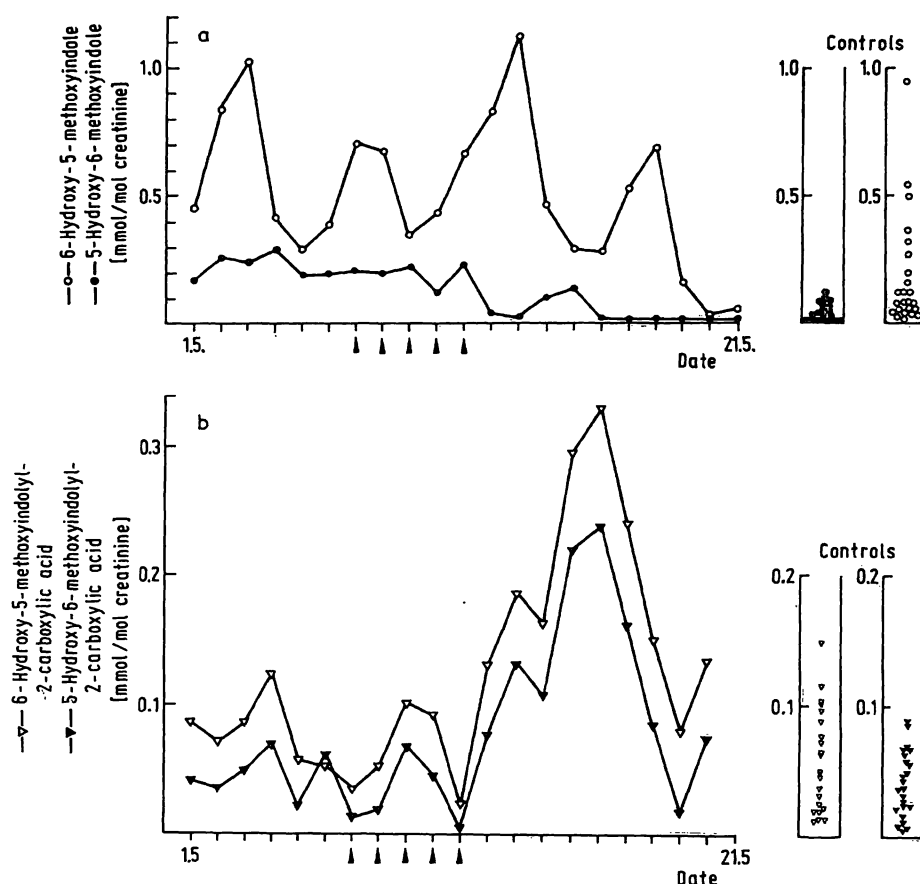 a
—o— 6-Hydroxy-5-methoxyindole
—●— 5-Hydroxy-6-methoxyindole
[mmol/mol creatinine]
1.0
0.5
1.5.
21.5.
Date
Controls
1.0
0.5
1.0
0.5
b
—▽— 6-Hydroxy-5-methoxyindolyl-
-2-carboxylic acid
—▼— 5-Hydroxy-6-methoxyindolyl-
2-carboxylic acid
[mmol/mol creatinine]
0.3
0.2
0.1
1.5
21.5
Date
Controls
0.2
0.1
0.2
0.1